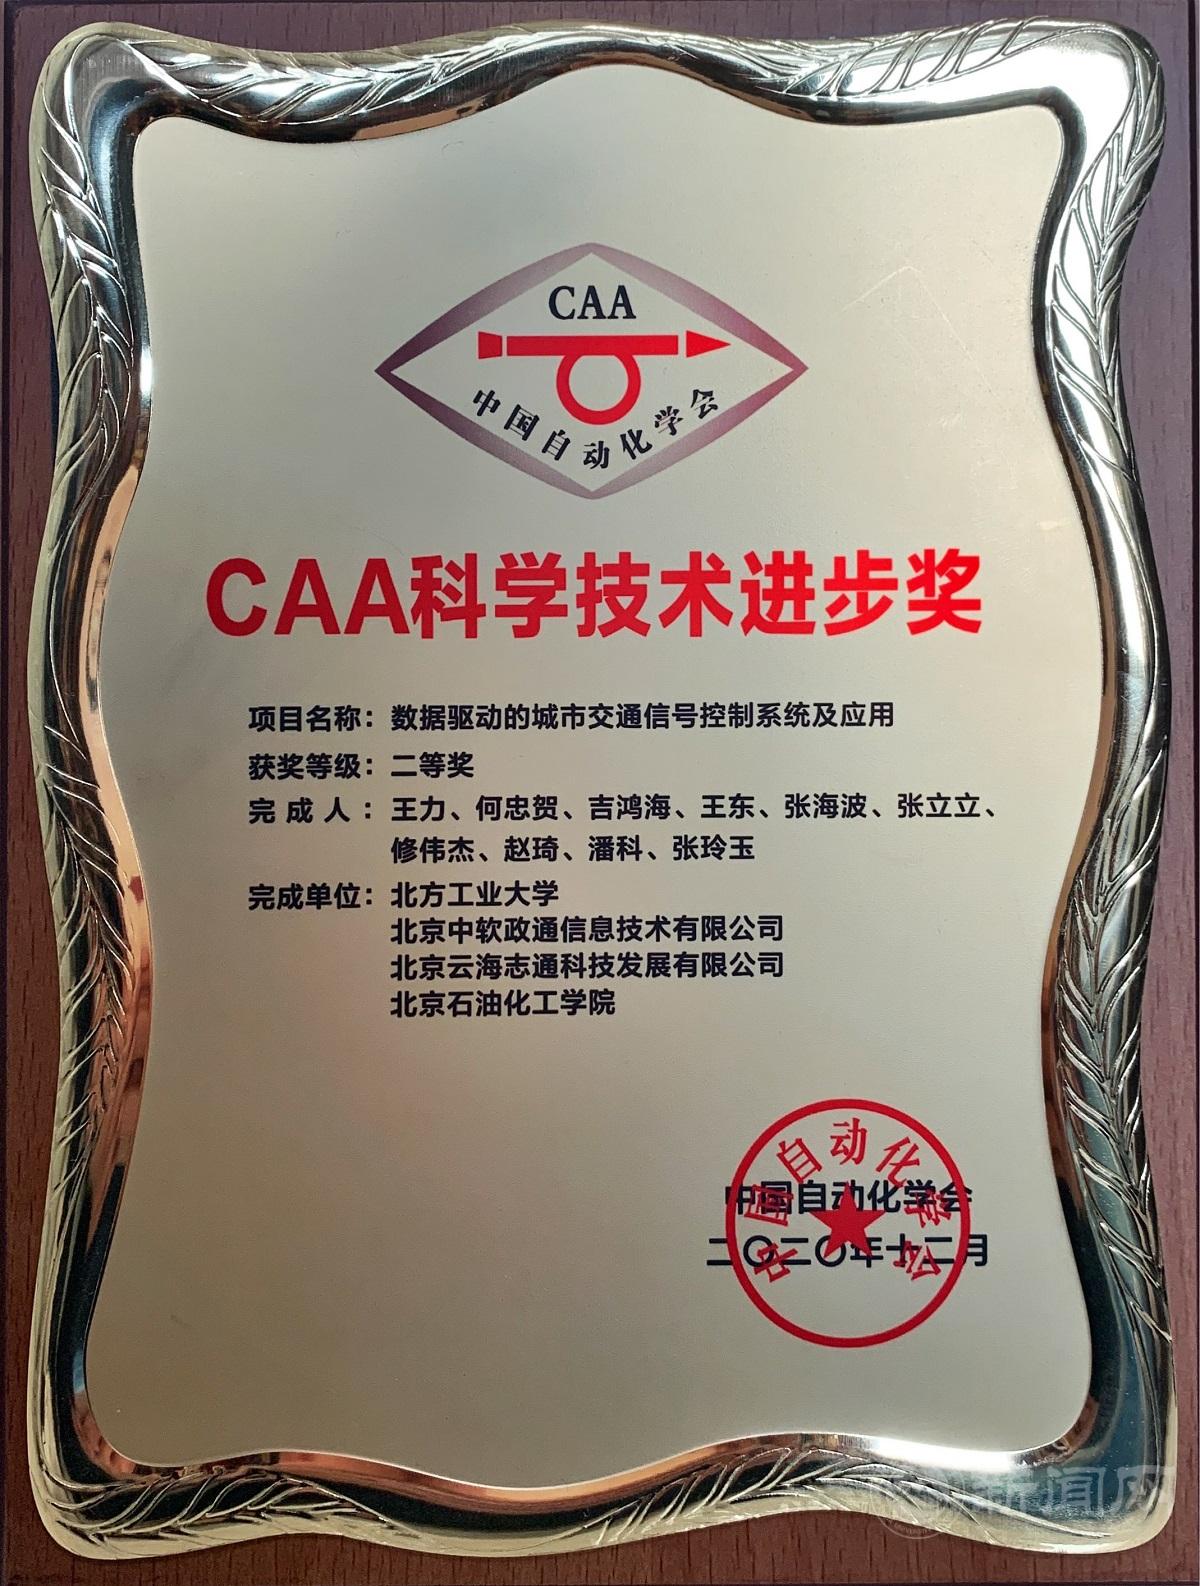 CAA
中国自动化学会
CAA科学技术进步奖
项目名称：数据驱动的城市交通信号控制系统及应用
获奖等级：二等奖
完成人：王力、何忠贺、吉鸿海、王东、张海波、张立立、
修伟杰、赵琦、潘科、张玲玉
完成单位：北方工业大学
北京中软政通信息技术有限公司
北京云海志通科技发展有限公司
北京石油化工学院
中国自动化学会
中国自动化学会
二〇二〇年十二月
新闻网